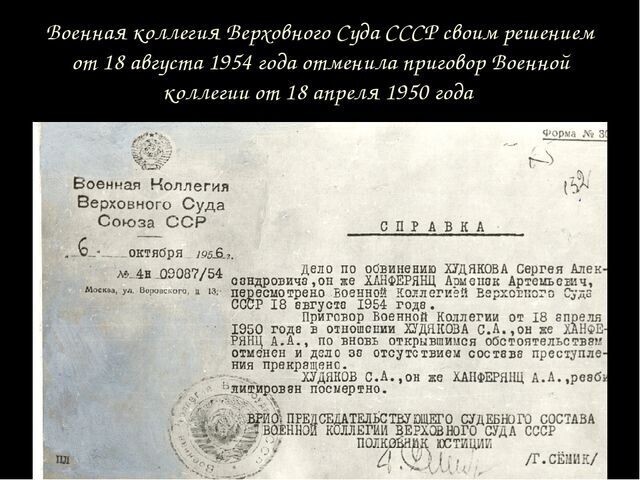 Военная коллегия Верховного Суда СССР своим решением
от 18 августа 1954 года отменила приговор Военной
коллегии от 18 апреля 1950 года
Форма № 30
132
Военная Коллегия
Верховного Суда
Союза ССР
„6“ октября 1956 г.
№ 4н 09087/54
Москва, ул. Воровского, д 13.
СПРАВКА
Дело по обвинению ХУДЯКОВА Сергея Алек-
сандровича,он же ХАНФЕРЯНЦ Арменак Артемьевич,
пересмотрено Военной Коллегией Верховного Суда
СССР 18 августа 1954 года.
Приговор Военной Коллегии от 18 апреля
1950 года в отношении ХУДЯКОВА С.А.,он же ХАНФЕ-
РЯНЦ А.А., по вновь открывшимся обстоятельствам
отменен и дело за отсутствием состава преступле-
ния прекращено.
ХУДЯКОВ С.А.,он же ХАНФЕРЯНЦ А.А.,реаби
литирован посмертно.
ВРИО ПРЕДСЕДАТЕЛЬСТВУЮЩЕГО СУДЕБНОГО СОСТАВА
ВОЕННОЙ КОЛЛЕГИИ ВЕРХОВНОГО СУДА СССР
ПОЛКОВНИК ЮСТИЦИИ
/Г.СЁМИК/
ПЛ